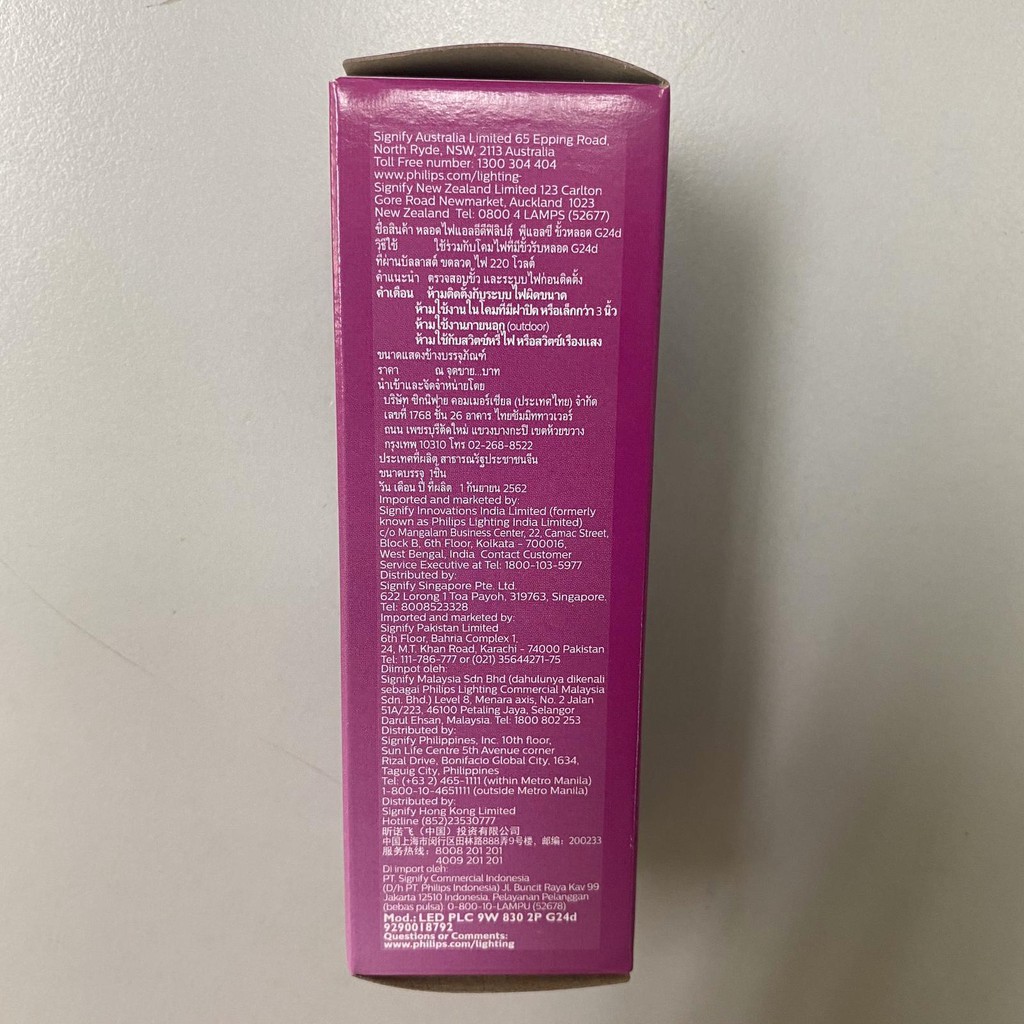 Signify Australia Limited 65 Epping Road,
North Ryde, NSW, 2113 Australia
Toll Free number: 1300 304 404
www.philips.com/lighting
Signify New Zealand Limited 123 Carlton
Gore Road Newmarket, Auckland 1023
New Zealand Tel: 0800 4 LAMPS (52677)
ชื่อสินค้า หลอดไฟแอลอีดีฟิลิปส์ พีแอลซี ขั้วหลอด G24d
วิธีใช้ ใช้ร่วมกับโคมไฟที่มีขั้วรับหลอด G24d
ที่ผ่านบัลลาสต์ ขดลวด ไฟ 220 โวลต์
คำแนะนำ ตรวจสอบขั้ว และระบบไฟก่อนติดตั้ง
คำเตือน ห้ามติดตั้งกับระบบไฟผิดขนาด
ห้ามใช้งานในโคมที่มีฝาปิด หรือเล็กกว่า 3 นิ้ว
ห้ามใช้งานภายนอก (outdoor)
ห้ามใช้กับสวิตซ์หรี่ไฟ หรือสวิตซ์เรืองแสง
ขนาดแสดงข้างบรรจุภัณฑ์
ราคา ณ จุดขาย...บาท
นำเข้าและจัดจำหน่ายโดย
บริษัท ซิกนิฟาย คอมเมอร์เชียล (ประเทศไทย) จำกัด
เลขที่ 1768 ชั้น 26 อาคาร ไทยซัมมิททาวเวอร์
ถนน เพชรบุรีตัดใหม่ แขวงบางกะปิ เขตห้วยขวาง
กรุงเทพ 10310 โทร 02-268-8522
ประเทศที่ผลิต สาธารณรัฐประชาชนจีน
ขนาดบรรจุ 1ชิ้น
วัน เดือน ปี ที่ผลิต 1 กันยายน 2562
Imported and marketed by:
Signify Innovations India Limited (formerly
known as Philips Lighting India Limited)
c/o Mangalam Business Center, 22, Camac Street,
Block B, 6th Floor, Kolkata - 700016,
West Bengal, India Contact Customer
Service Executive at Tel: 1800-103-5977
Distributed by:
Signify Singapore Pte. Ltd.
622 Lorong 1 Toa Payoh, 319763, Singapore.
Tel: 8008523328
Imported and marketed by:
Signify Pakistan Limited
6th Floor, Bahria Complex 1,
24, M.T. Khan Road, Karachi - 74000 Pakistan
Tel: 111-786-777 or (021) 35644271-75
Diimpot oleh:
Signify Malaysia Sdn Bhd (dahulunya dikenali
sebagai Philips Lighting Commercial Malaysia
Sdn. Bhd.) Level 8, Menara axis, No. 2 Jalan
51A/223, 46100 Petaling Jaya, Selangor
Darul Ehsan, Malaysia. Tel: 1800 802 253
Distributed by:
Signify Philippines, Inc. 10th floor,
Sun Life Centre 5th Avenue corner
Rizal Drive, Bonifacio Global City, 1634,
Taguig City, Philippines
Tel: (+63 2) 465-1111 (within Metro Manila)
1-800-10-4651111 (outside Metro Manila)
Distributed by:
Signify Hong Kong Limited
Hotline (852)23530777
昕诺飞（中国）投资有限公司
中国上海市闵行区田林路888弄9号楼, 邮编: 200233
服务热线: 8008 201 201
4009 201 201
Di import oleh:
PT. Signify Commercial Indonesia
(D/h PT. Philips Indonesia) Jl. Buncit Raya Kav 99
Jakarta 12510 Indonesia. Pelayanan Pelanggan
(bebas pulsa): 0-800-10-LAMPU (52678)
Mod.: LED PLC 9W 830 2P G24d
9290018792
Questions or Comments:
www.philips.com/lighting